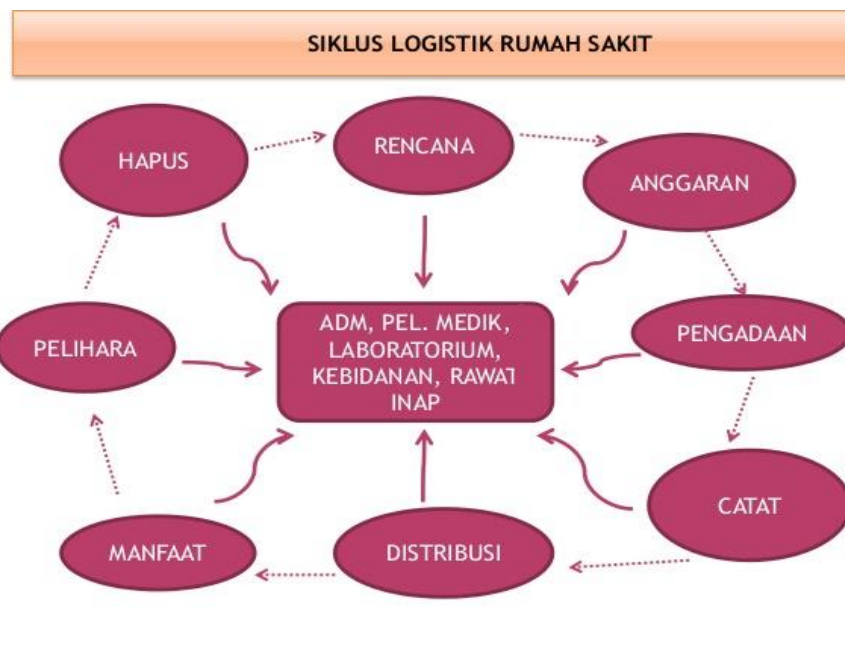 SIKLUS LOGISTIK RUMAH SAKIT
HAPUS
RENCANA
ANGGARAN
PELIHARA
ADM, PEL. MEDIK,
LABORATORIUM,
KEBIDANAN, RAWAT
INAP
PENGADAAN
CATAT
MANFAAT
DISTRIBUSI